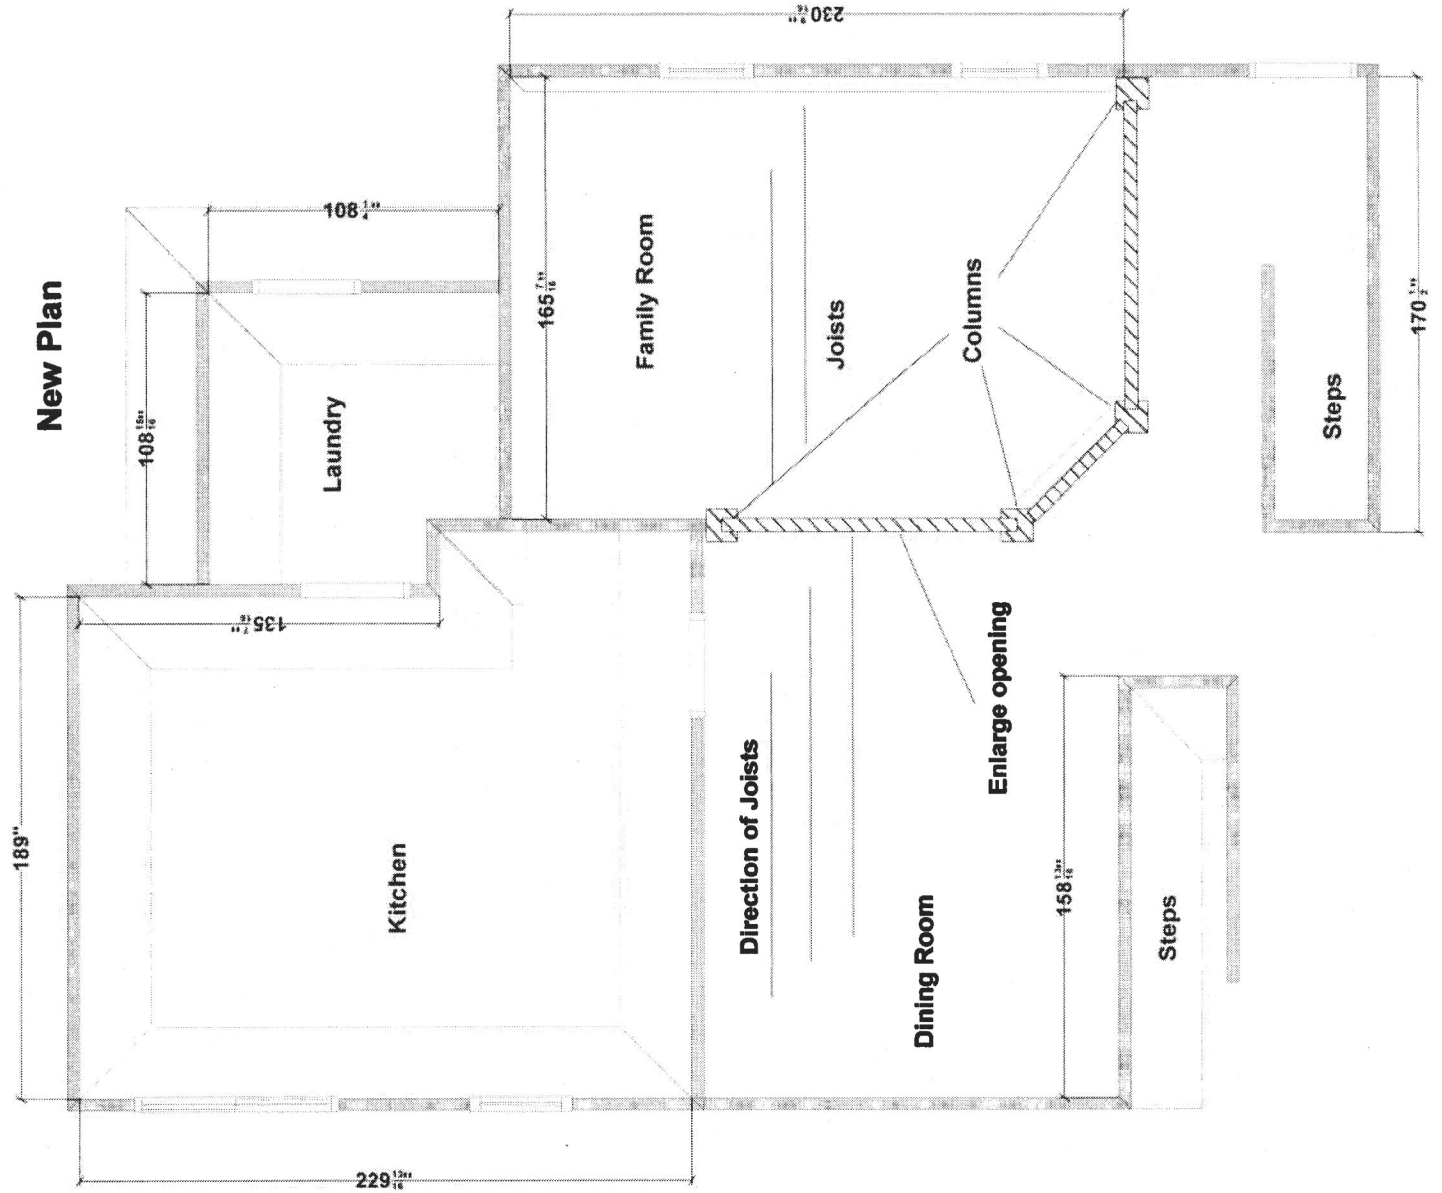 New Plan
108 1/4"
108 15/16"
Laundry
189"
135 7/16"
Kitchen
229 13/16"
230 9/16"
165 7/16"
Family Room
Joists
Columns
Direction of Joists
Enlarge opening
Dining Room
158 13/16"
Steps
Steps
170 1/2"